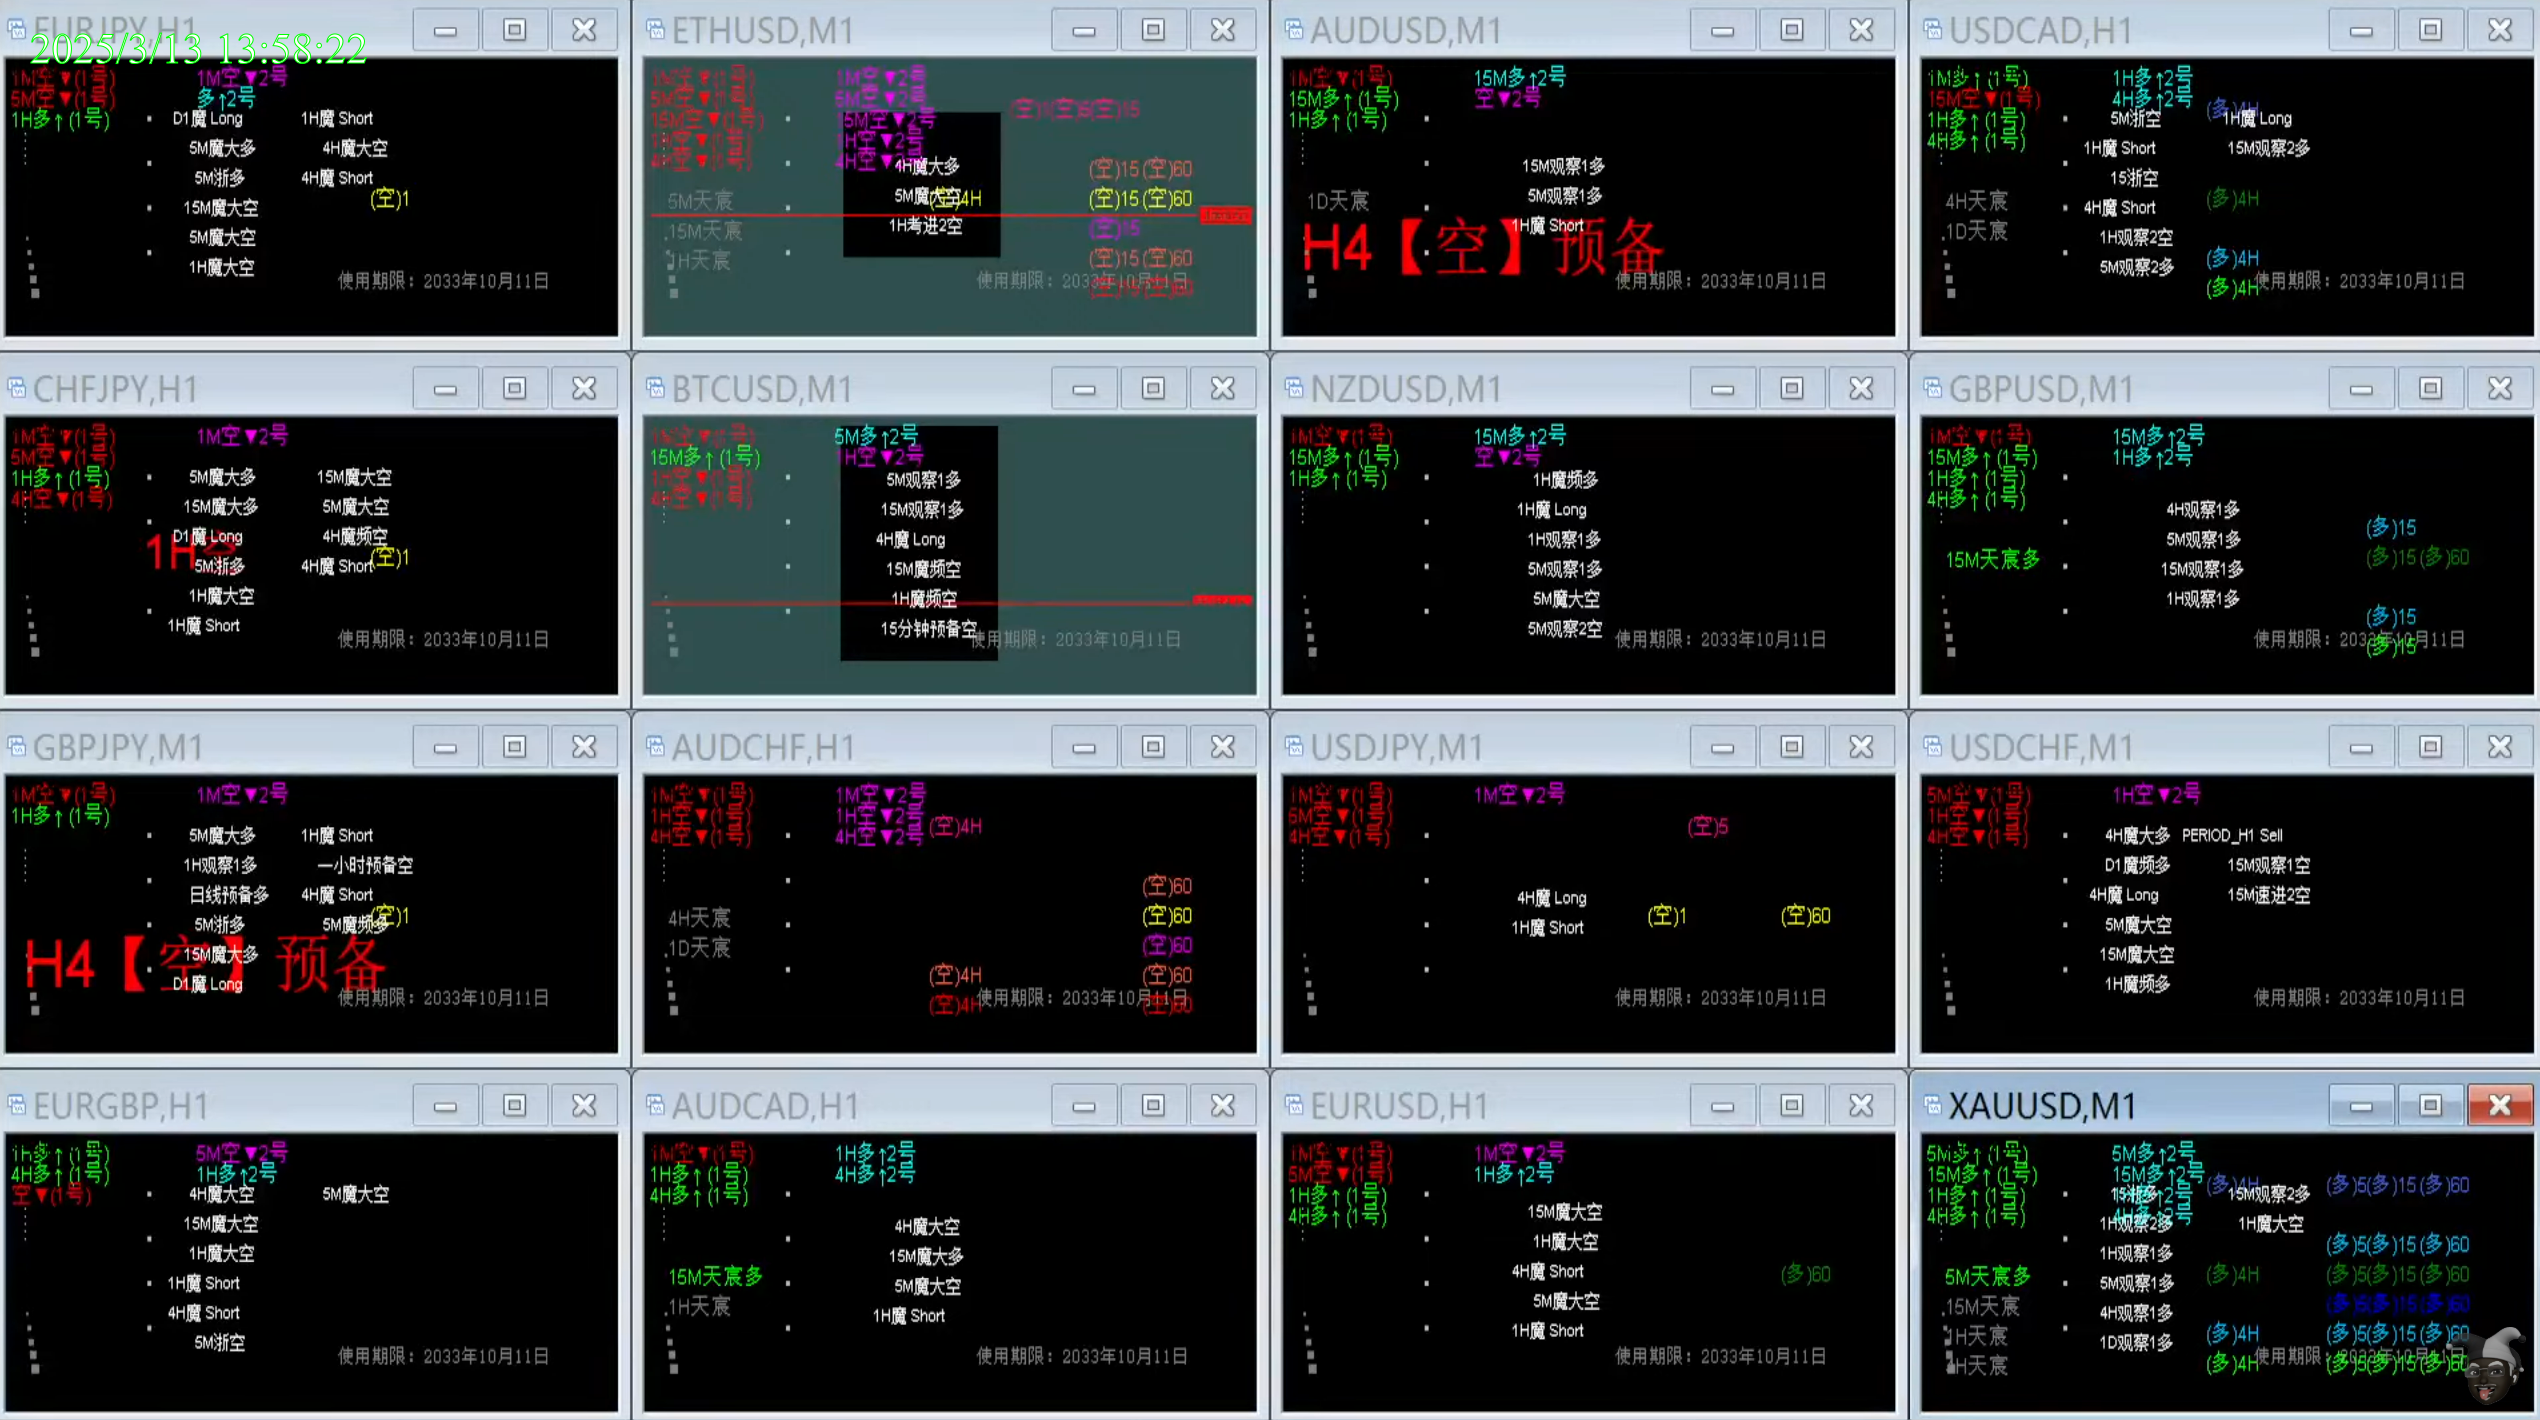 2025/3/13 13:58:22
EURJPY,H1
1M空▼(1号) 1M空▼2号
5M空▼(1号) 多↑2号
1H多↑(1号)
D1魔 Long 1H魔 Short
5M魔大多 4H魔大空
5M浙多 4H魔 Short
(空)1
15M魔大空
5M魔大空
1H魔大空
使用期限：2033年10月11日
ETHUSD,M1
1M空▼(1号) 1M空▼2号
5M空▼(1号) 5M空▼2号
15M空▼(1号) 15M空▼2号
1H空▼(1号) 1H空▼2号
4H空▼(1号) 4H空▼2号
4H魔大多 (空)15(空)60
5M天宸 5M魔大空 (空)4H (空)15(空)60
15M天宸 1H考进2空 (空)15
1H天宸 (空)15(空)60
使用期限：2033年10月11日
(空)15(空)60
AUDUSD,M1
1M空▼(1号) 15M多↑2号
15M多↑(1号) 空▼2号
1H多↑(1号)
15M观察1多
1D天宸 5M观察1多
1H魔 Short
H4【空】预备
使用期限：2033年10月11日
USDCAD,H1
1M多↑(1号) 1H多↑2号
15M空▼(1号) 4H多↑2号
(多)4H
1H多↑(1号) 5M浙空 1H魔 Long
4H多↑(1号) 1H魔 Short 15M观察2多
15浙空
4H天宸 4H魔 Short (多)4H
1D天宸 1H观察2空
(多)4H
5M观察2多
(多)4H
使用期限：2033年10月11日
CHFJPY,H1
1M空▼(1号) 1M空▼2号
5M空▼(1号)
1H多↑(1号) 5M魔大多 15M魔大空
4H空▼(1号) 15M魔大多 5M魔大空
D1魔 Long 4H魔频空
1H空 (空)1
5M浙多 4H魔 Short
1H魔大空
1H魔 Short
使用期限：2033年10月11日
BTCUSD,M1
1M空▼(1号) 5M多↑2号
15M多↑(1号) 1H空▼2号
1H空▼(1号) 5M观察1多
4H空▼(1号) 15M观察1多
4H魔 Long
15M魔频空
1H魔频空
15分钟预备空
使用期限：2033年10月11日
NZDUSD,M1
1M空▼(1号) 15M多↑2号
15M多↑(1号) 空▼2号
1H多↑(1号) 1H魔频多
1H魔 Long
1H观察1多
5M观察1多
5M魔大空
5M观察2空
使用期限：2033年10月11日
GBPUSD,M1
1M空▼(1号) 15M多↑2号
15M多↑(1号) 1H多↑2号
1H多↑(1号)
4H多↑(1号) 4H观察1多
(多)15
5M观察1多
15M天宸多 (多)15(多)60
15M观察1多
1H观察1多
(多)15
使用期限：2033年10月11日
(多)15
GBPJPY,M1
1M空▼(1号) 1M空▼2号
1H多↑(1号)
5M魔大多 1H魔 Short
1H观察1多 一小时预备空
日线预备多 4H魔 Short
(空)1
5M浙多 5M魔频多
15M魔大多
H4【空】预备
D1魔 Long
使用期限：2033年10月11日
AUDCHF,H1
1M空▼(1号) 1M空▼2号
1H空▼(1号) 1H空▼2号
4H空▼(1号) 4H空▼2号
(空)4H
(空)60
4H天宸 (空)60
1D天宸 (空)60
(空)4H (空)60
(空)4H (空)60
使用期限：2033年10月11日
USDJPY,M1
1M空▼(1号) 1M空▼2号
5M空▼(1号)
4H空▼(1号)
(空)5
4H魔 Long
(空)1 (空)60
1H魔 Short
使用期限：2033年10月11日
USDCHF,M1
5M空▼(1号) 1H空▼2号
1H空▼(1号)
4H空▼(1号) 4H魔大多 PERIOD_H1 Sell
D1魔频多 15M观察1空
4H魔 Long 15M速进2空
5M魔大空
15M魔大空
1H魔频多
使用期限：2033年10月11日
EURGBP,H1
1H多↑(1号) 5M空▼2号
4H多↑(1号) 1H多↑2号
空▼(1号) 4H魔大空 5M魔大空
15M魔大空
1H魔大空
1H魔 Short
4H魔 Short
5M浙空
使用期限：2033年10月11日
AUDCAD,H1
1M空▼(1号) 1H多↑2号
1H多↑(1号) 4H多↑2号
4H多↑(1号)
4H魔大空
15M魔大多
15M天宸多 5M魔大空
1H天宸 1H魔 Short
使用期限：2033年10月11日
EURUSD,H1
1M空▼(1号) 1M空▼2号
5M空▼(1号) 1H多↑2号
1H多↑(1号)
4H多↑(1号) 15M魔大空
1H魔大空
4H魔 Short (多)60
5M魔大空
1H魔 Short
使用期限：2033年10月11日
XAUUSD,M1
5M多↑(1号) 5M多↑2号
15M多↑(1号) 15M多↑2号
(多)4H (多)5(多)15(多)60
1H多↑(1号) 15M观察2多
4H多↑(1号) 4H多↑2号
1H观察2多 1H魔大空
(多)5(多)15(多)60
1H观察1多
5M天宸多 (多)4H (多)5(多)15(多)60
5M观察1多
15M天宸 4H观察1多 (多)5(多)15(多)60
1H天宸 (多)4H (多)5(多)15(多)60
1D观察1多
4H天宸 (多)4H (多)5(多)15(多)60
使用期限：2033年10月11日